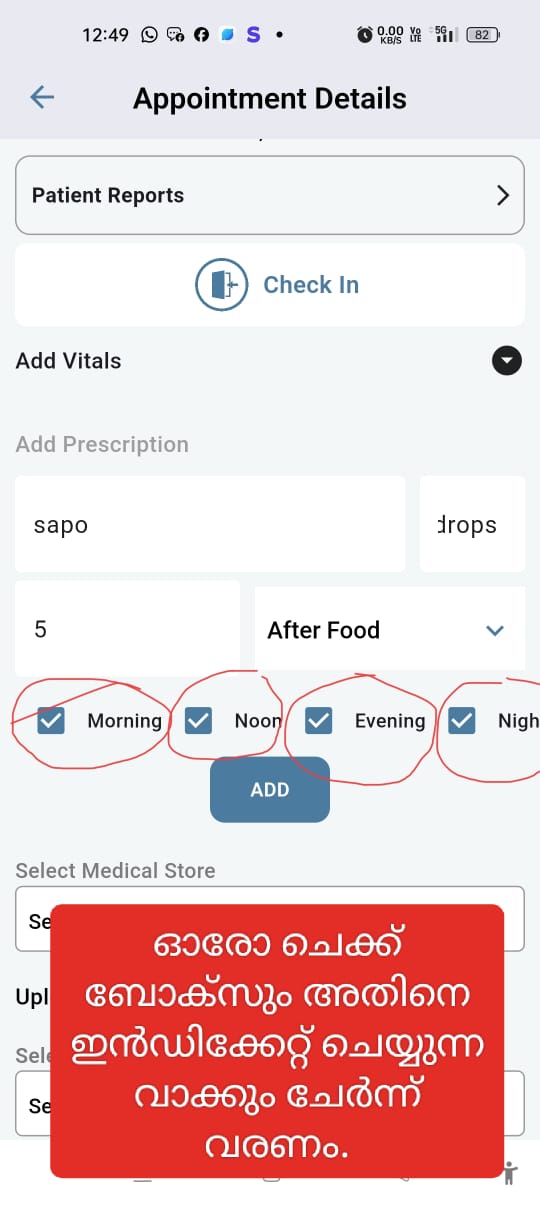 12:49
0.00 KB/S
Vo LTE
5G
82
Appointment Details
Patient Reports
Check In
Add Vitals
Add Prescription
sapo
drops
5
After Food
Morning
Noon
Evening
Nigh
ADD
Select Medical Store
Se
Upl
Sele
Se
ഓരോ ചെക്ക്
ബോക്സും അതിനെ
ഇൻഡിക്കേറ്റ് ചെയ്യുന്ന
വാക്കും ചേർന്ന്
വരണം.